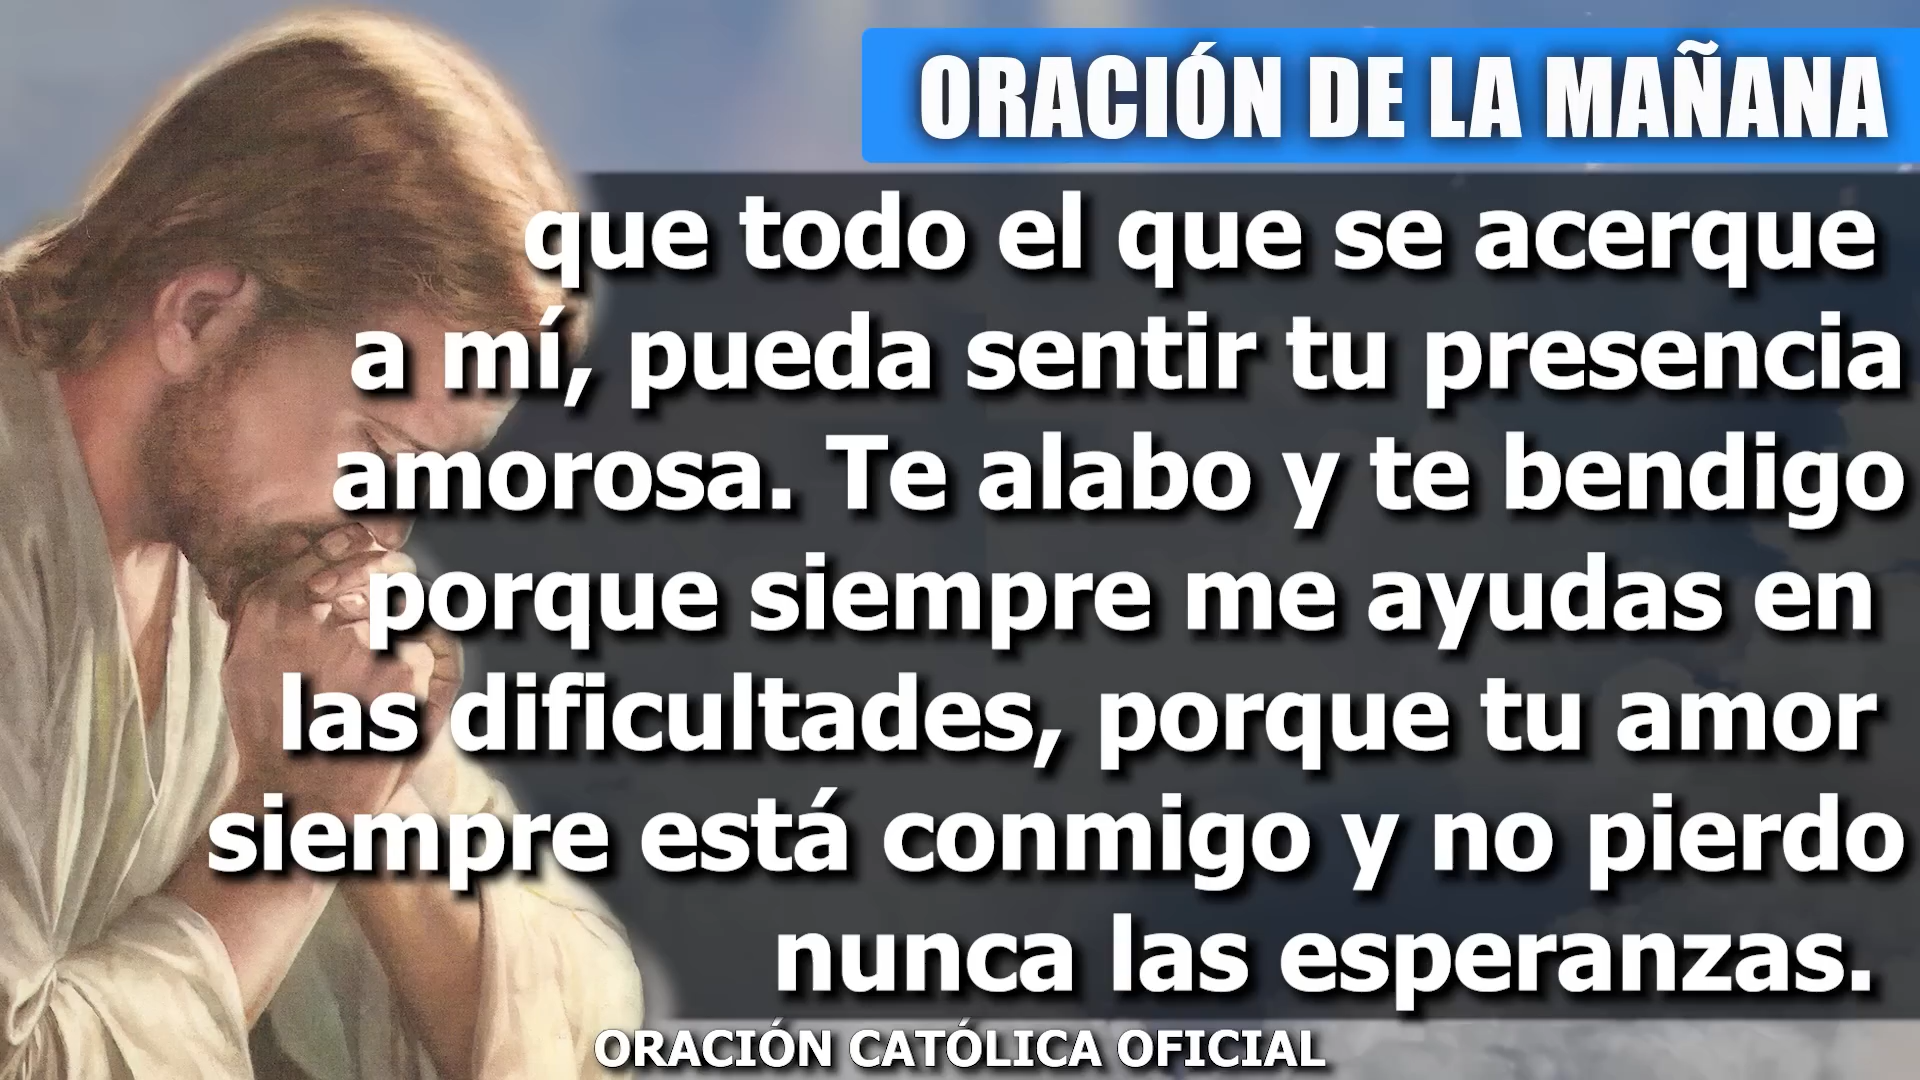 ORACIÓN DE LA MAÑANA
que todo el que se acerque
a mí, pueda sentir tu presencia
amorosa. Te alabo y te bendigo
porque siempre me ayudas en
las dificultades, porque tu amor
siempre está conmigo y no pierdo
nunca las esperanzas.
ORACIÓN CATÓLICA OFICIAL